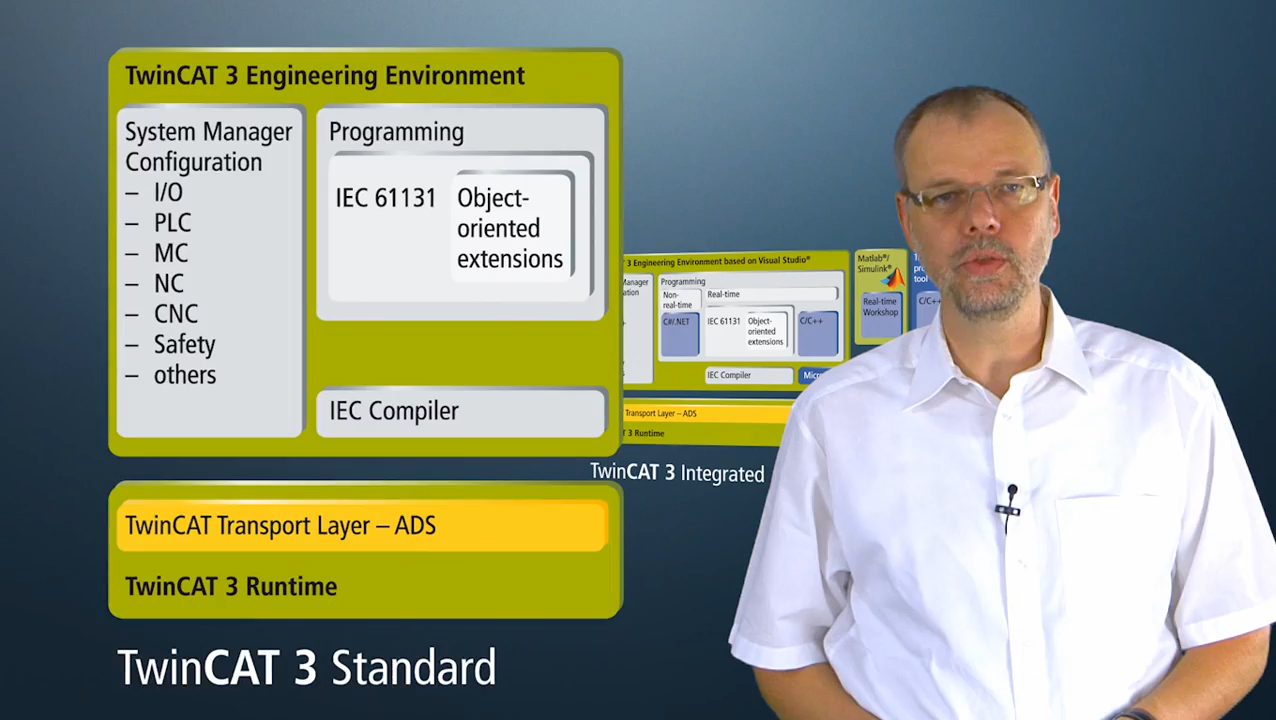 TwinCAT 3 Engineering Environment
System Manager
Configuration
– I/O
– PLC
– MC
– NC
– CNC
– Safety
– others
Programming
IEC 61131
Object-
oriented
extensions
IEC Compiler
TwinCAT Transport Layer – ADS
TwinCAT 3 Runtime
TwinCAT 3 Standard
3 Engineering Environment based on Visual Studio®
Manager
Programming
Non-
real-time
Real-time
C#/.NET
IEC 61131
Object-
oriented
extensions
C/C++
IEC Compiler
Transport Layer – ADS
3 Runtime
Matlab®/
Simulink®
Real-time
Workshop
tool
C/C++
TwinCAT 3 Integrated